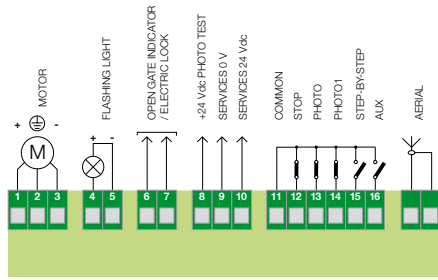 MOTOR
+ -
M
FLASHING LIGHT
+ -
OPEN GATE INDICATOR
/ ELECTRIC LOCK
+24 Vdc PHOTO TEST
SERVICES 0 V
SERVICES 24 Vdc
COMMON
STOP
PHOTO
PHOTO1
STEP-BY-STEP
AUX
AERIAL
1 2 3 4 5 6 7 8 9 10 11 12 13 14 15 16